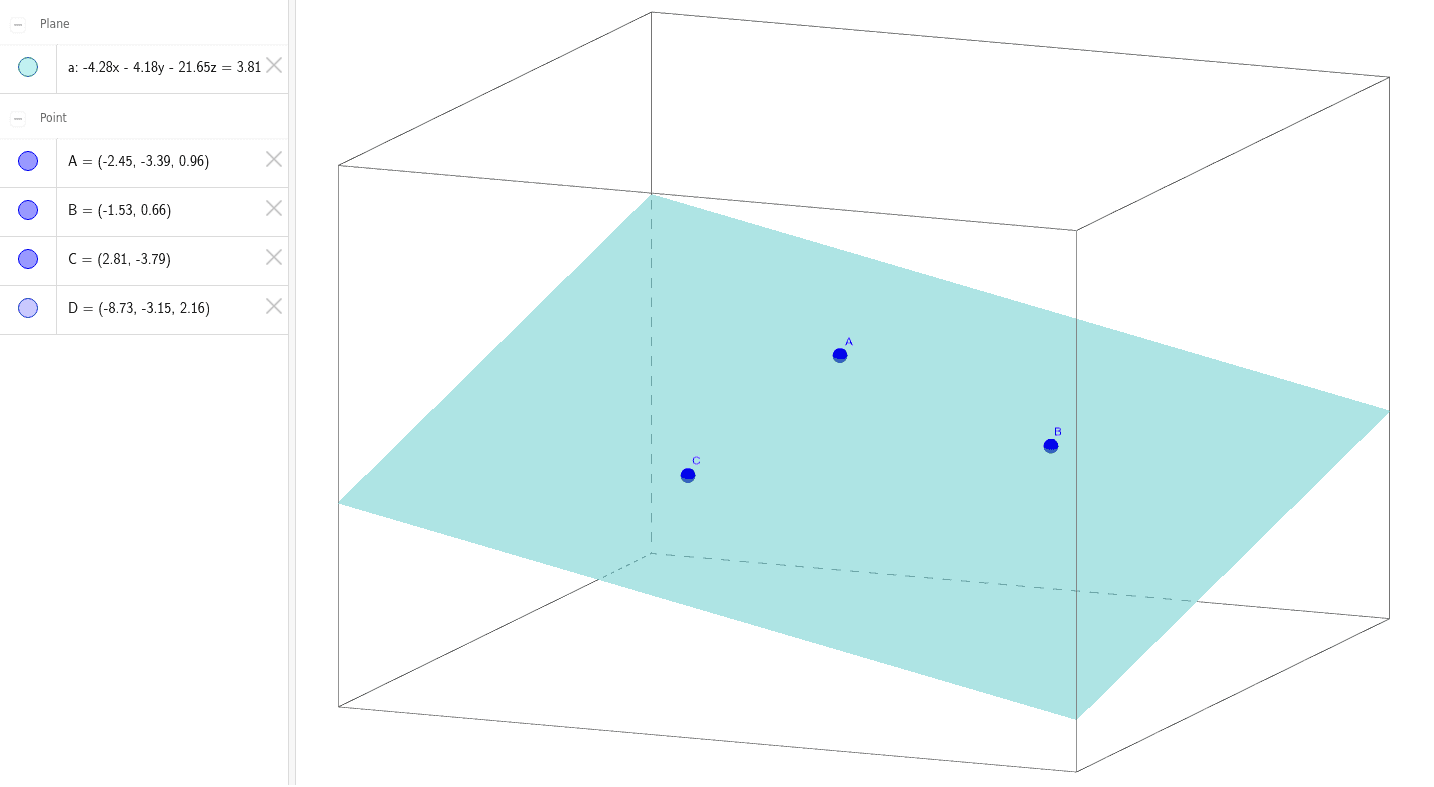 Plane
a: -4.28x - 4.18y - 21.65z = 3.81
Point
A = (-2.45, -3.39, 0.96)
B = (-1.53, 0.66)
C = (2.81, -3.79)
D = (-8.73, -3.15, 2.16)
A
B
C